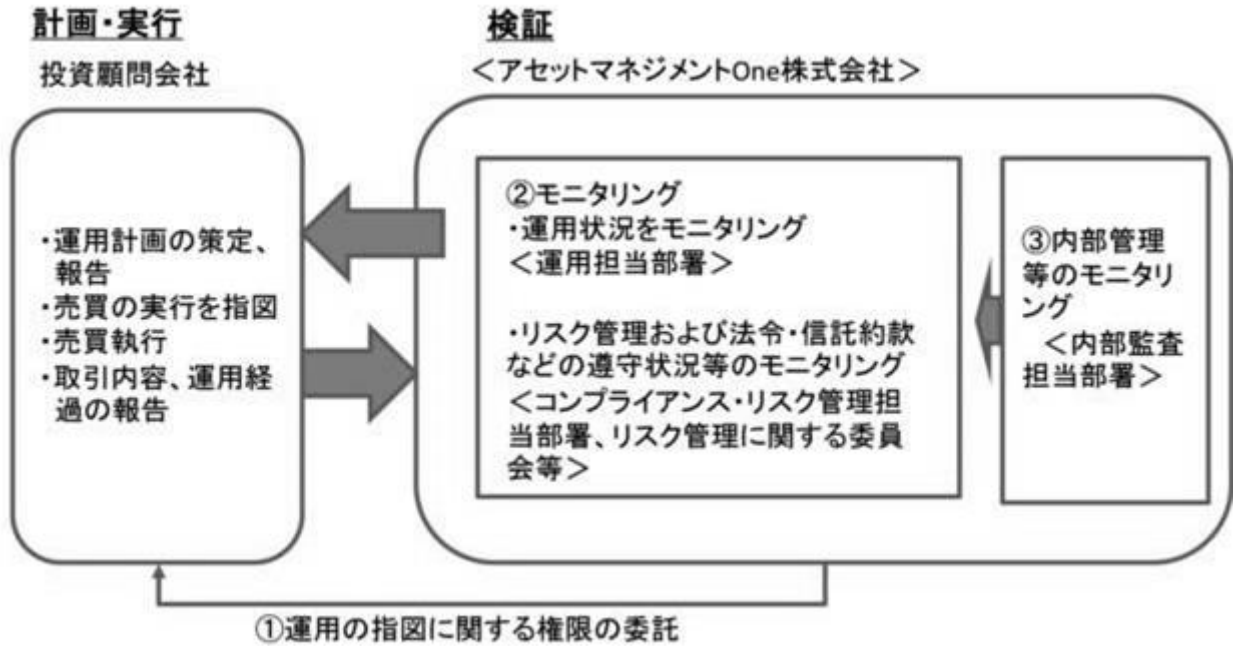 計画・実行
投資顧問会社
・運用計画の策定、
報告
・売買の実行を指図
・売買執行
・取引内容、運用経
過の報告
検証
＜アセットマネジメントOne株式会社＞
②モニタリング
・運用状況をモニタリング
＜運用担当部署＞
・リスク管理および法令・信託約款
などの遵守状況等のモニタリング
＜コンプライアンス・リスク管理担
当部署、リスク管理に関する委員
会等＞
③内部管理
等のモニタリ
ング
＜内部監査
担当部署＞
①運用の指図に関する権限の委託